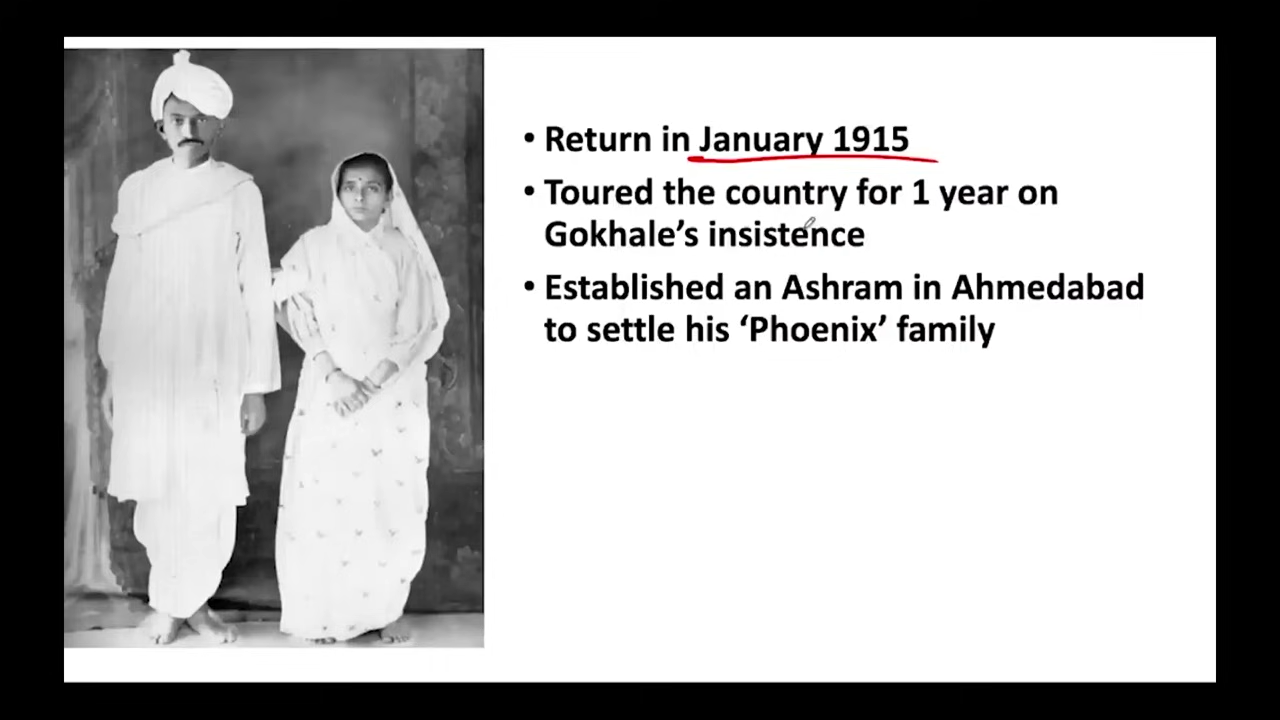 • Return in January 1915
• Toured the country for 1 year on
Gokhale’s insistence
• Established an Ashram in Ahmedabad
to settle his ‘Phoenix’ family